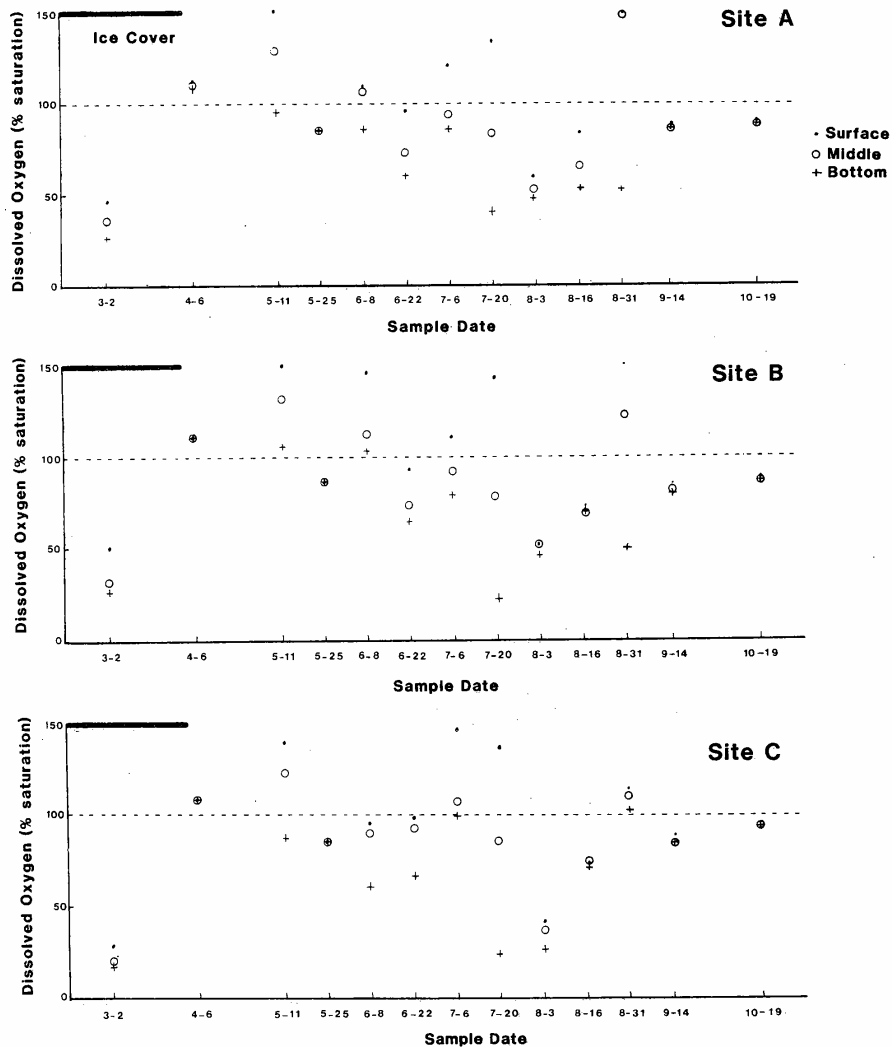 150
Ice Cover
Site A
100
50
0
Dissolved Oxygen (% saturation)
Surface
Middle
Bottom
3-2 4-6 5-11 5-25 6-8 6-22 7-6 7-20 8-3 8-16 8-31 9-14 10-19
Sample Date
150
Site B
100
50
0
Dissolved Oxygen (% saturation)
3-2 4-6 5-11 5-25 6-8 6-22 7-6 7-20 8-3 8-16 8-31 9-14 10-19
Sample Date
150
Site C
100
50
0
Dissolved Oxygen (% saturation)
3-2 4-6 5-11 5-25 6-8 6-22 7-6 7-20 8-3 8-16 8-31 9-14 10-19
Sample Date